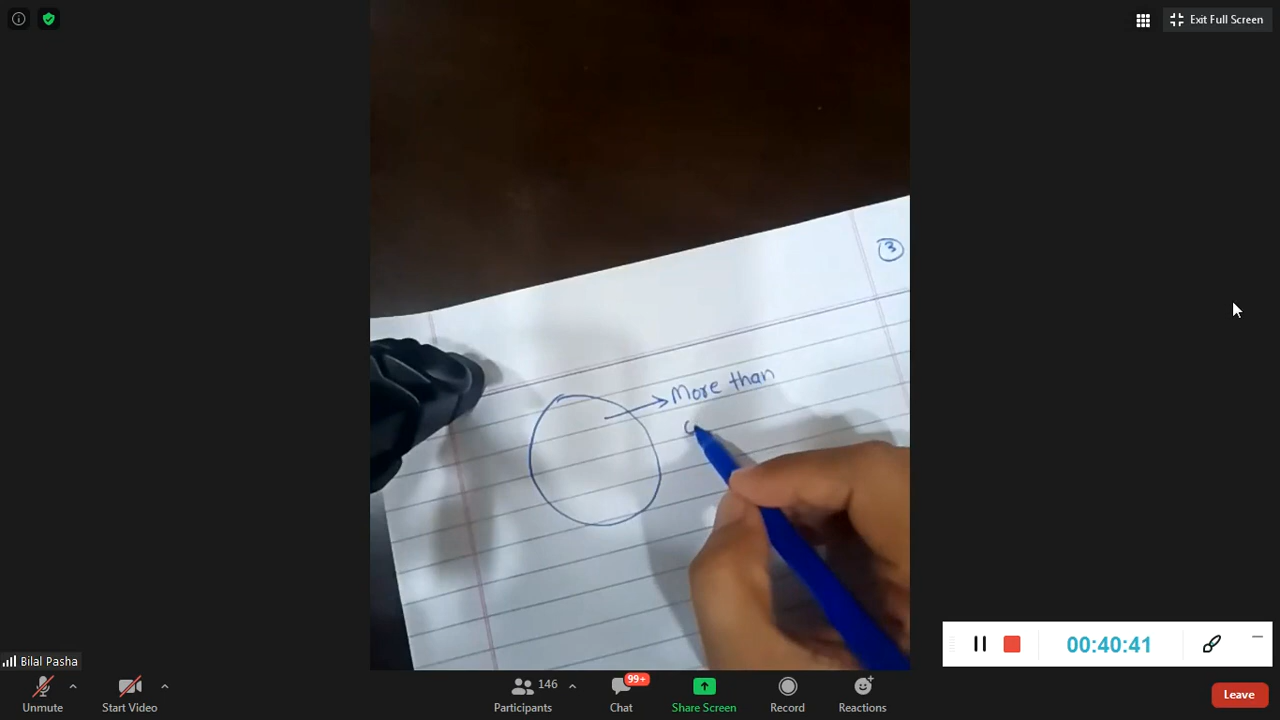 Exit Full Screen
3
More than
Bilal Pasha
00:40:41
Unmute
Start Video
146
Participants
99+
Chat
Share Screen
Record
Reactions
Leave